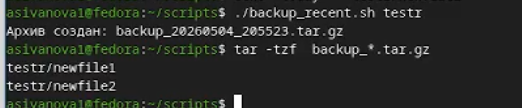 asivanova1@fedora:~/scripts$ ./backup_recent.sh testr
Архив создан: backup_20260504_205523.tar.gz
asivanova1@fedora:~/scripts$ tar -tzf  backup_*.tar.gz
testr/newfile1
testr/newfile2
asivanova1@fedora:~/scripts$